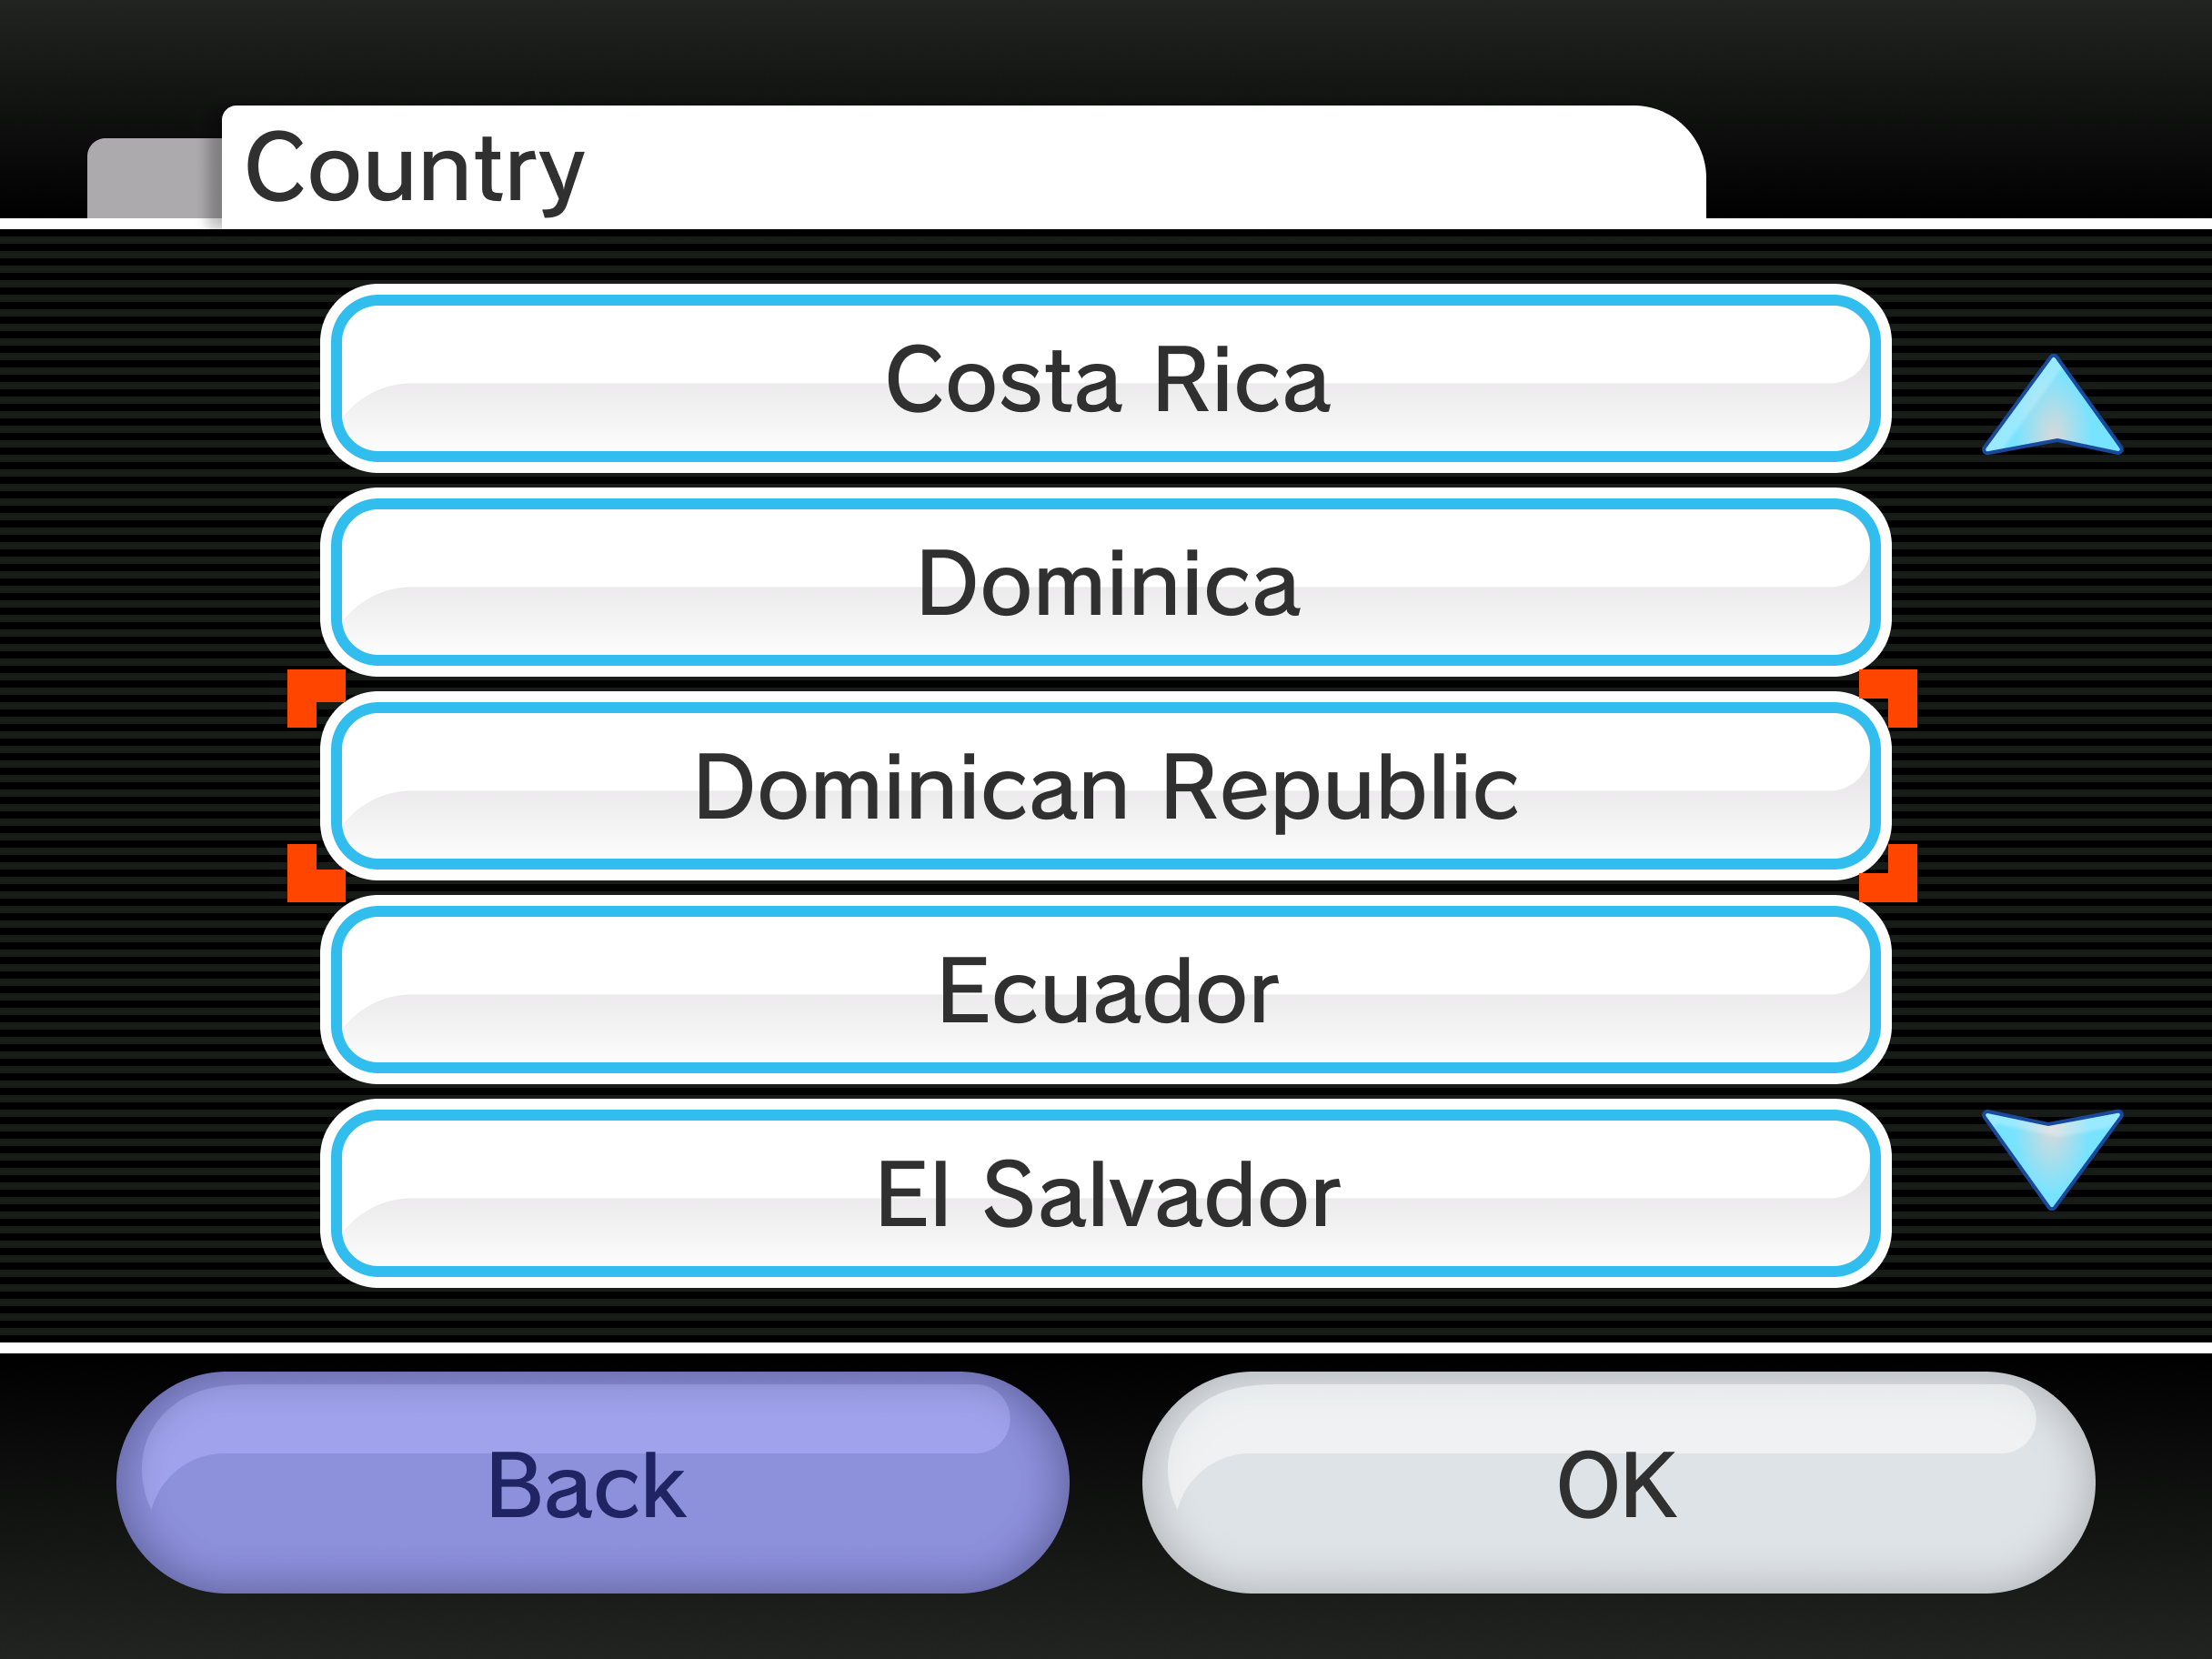 Country
Costa Rica
Dominica
Dominican Republic
Ecuador
El Salvador
Back
OK